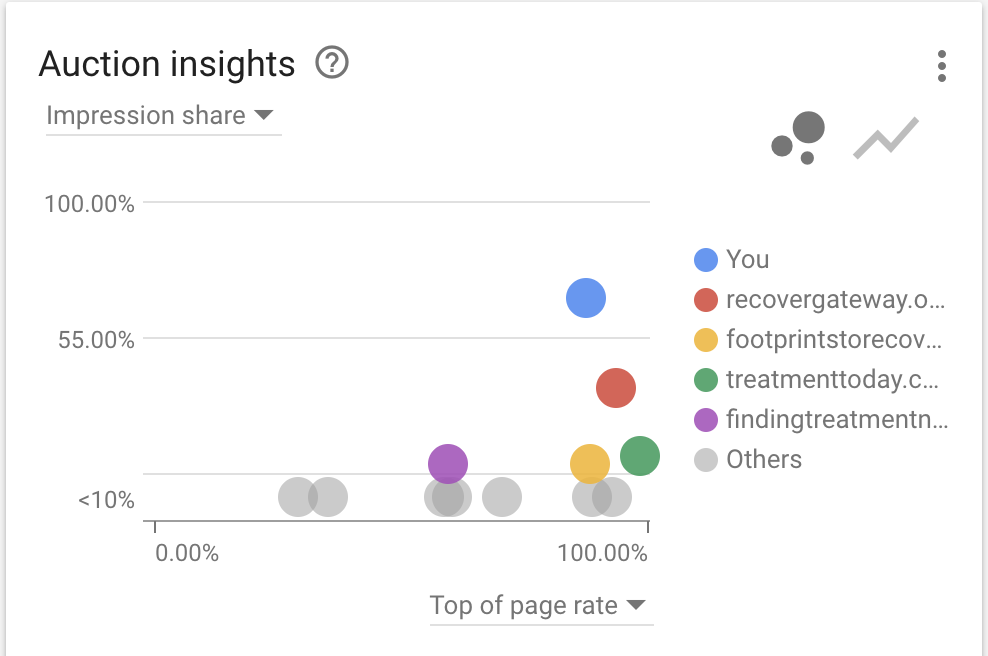 Auction insights ?
Impression share
100.00%
55.00%
<10%
0.00%
100.00%
Top of page rate
You
recovergateway.o...
footprintstorecov...
treatmenttoday.c...
findingtreatmentn...
Others